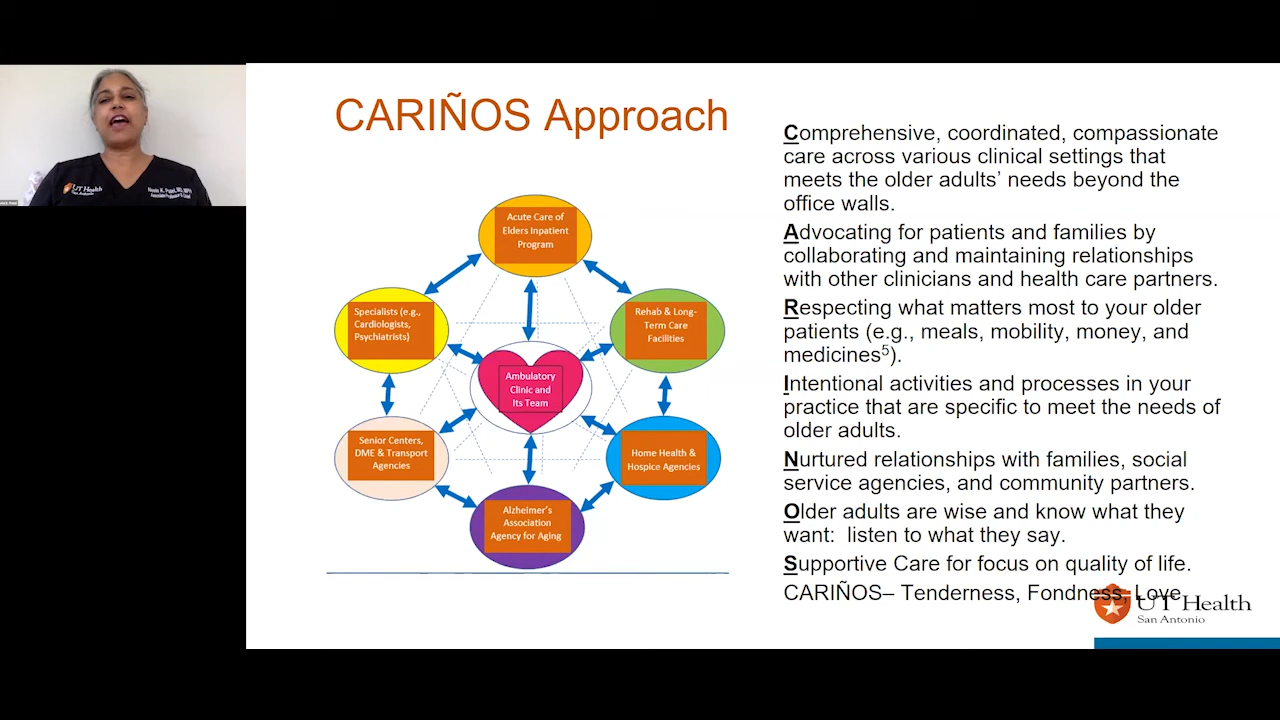 CARIÑOS Approach
Acute Care of
Elders Inpatient
Program
Specialists (e.g.,
Cardiologists,
Psychiatrists)
Rehab & Long-
Term Care
Facilities
Ambulatory
Clinic and
Its Team
Senior Centers,
DME & Transport
Agencies
Home Health &
Hospice Agencies
Alzheimer's
Association
Agency for Aging
Comprehensive, coordinated, compassionate
care across various clinical settings that
meets the older adults’ needs beyond the
office walls.
Advocating for patients and families by
collaborating and maintaining relationships
with other clinicians and health care partners.
Respecting what matters most to your older
patients (e.g., meals, mobility, money, and
medicines⁵).
Intentional activities and processes in your
practice that are specific to meet the needs of
older adults.
Nurtured relationships with families, social
service agencies, and community partners.
Older adults are wise and know what they
want: listen to what they say.
Supportive Care for focus on quality of life.
CARIÑOS– Tenderness, Fondness, Love
UT Health
San Antonio
UT Health
San Antonio